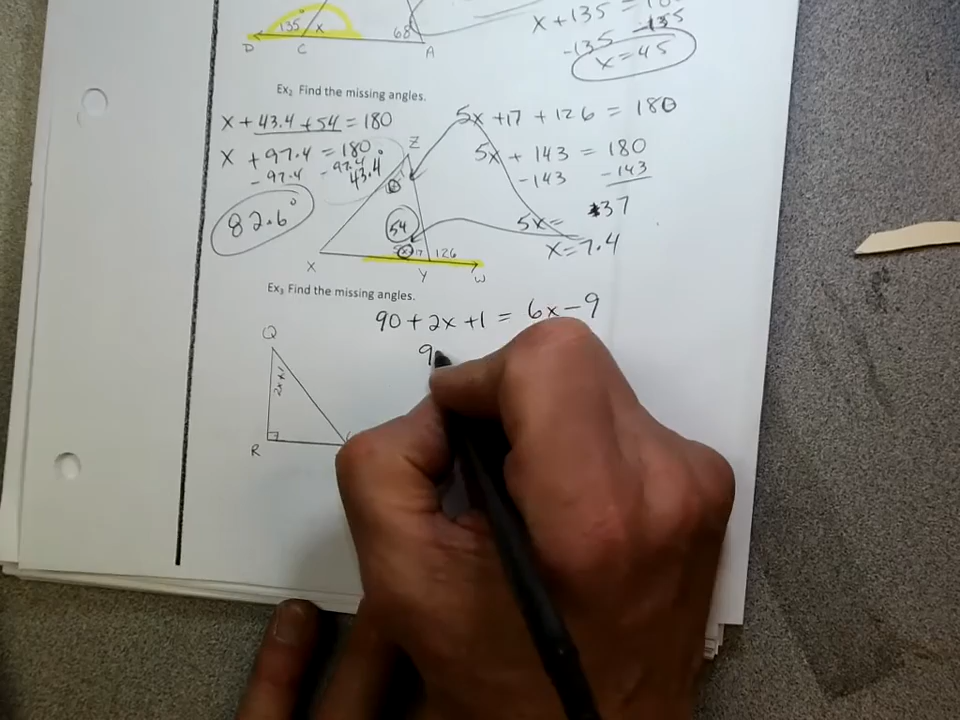 135° x
68
D C A
x + 135 =
-135 -135
x = 45
Ex2 Find the missing angles.
x + 43.4 + 54 = 180
x + 97.4 = 180
-97.4 -97.4
82.6°
5x + 17 + 126 = 180
5x + 143 = 180
-143 -143
5x = 37
x = 7.4
Z
43.4°
54
17 126
X Y W
Ex3 Find the missing angles.
90 + 2x + 1 = 6x - 9
9
Q
2x+1
R